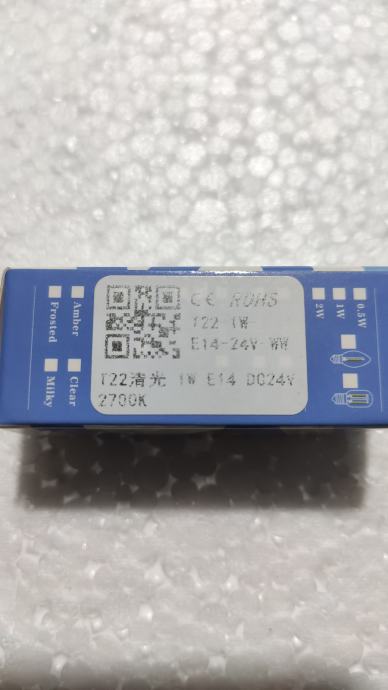 CE ROHS
T22-1W-
E14-24V-WW
T22清光 1W E14 DC24V
2700K
Amber
Frosted
Clear
Milky
0.5W
1W
2W